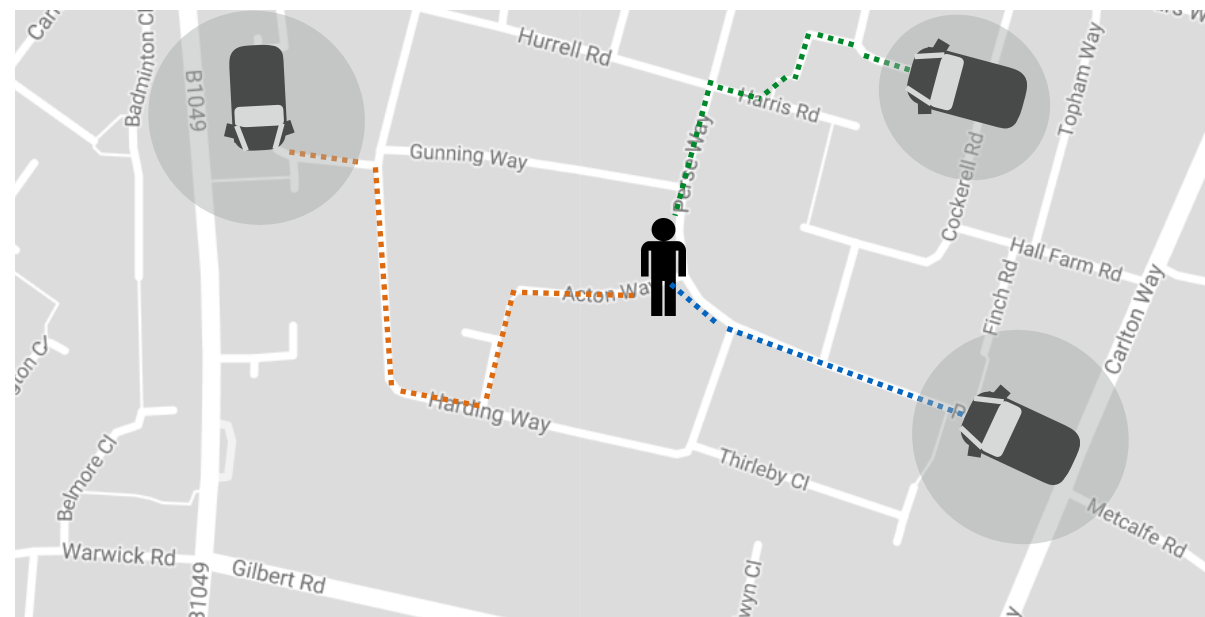 Badminton Cl
B1049
Hurrell Rd
Harris Rd
Topham Way
Gunning Way
Perse Way
Cockerell Rd
Hall Farm Rd
Finch Rd
Carlton Way
Acton Way
Harding Way
Thirleby Cl
Belmore Cl
Metcalfe Rd
Warwick Rd
Gilbert Rd